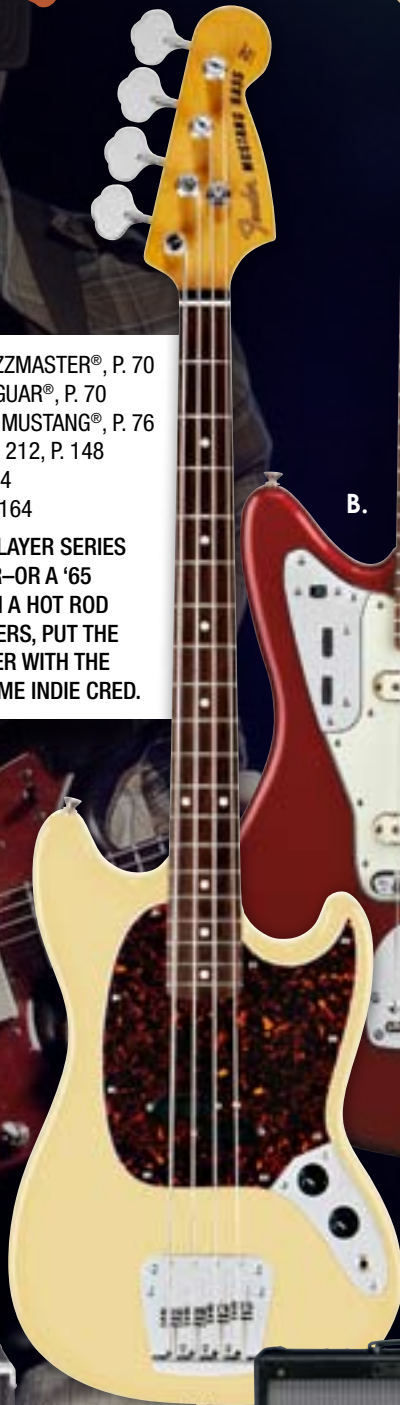 Fender MUSTANG BASS
ZZMASTER®, P. 70
GUAR®, P. 70
MUSTANG®, P. 76
212, P. 148
4
164
LAYER SERIES
R–OR A ‘65
N A HOT ROD
ERS, PUT THE
ER WITH THE
ME INDIE CRED.
B.